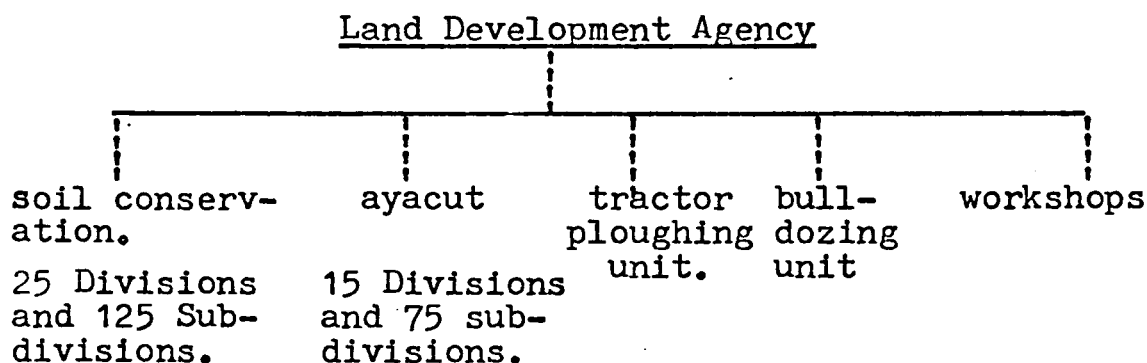 Land Development Agency
soil conserv-
ation.
25 Divisions
and 125 Sub-
divisions.
ayacut
15 Divisions
and 75 sub-
divisions.
tractor
ploughing
unit.
bull-
dozing
unit
workshops